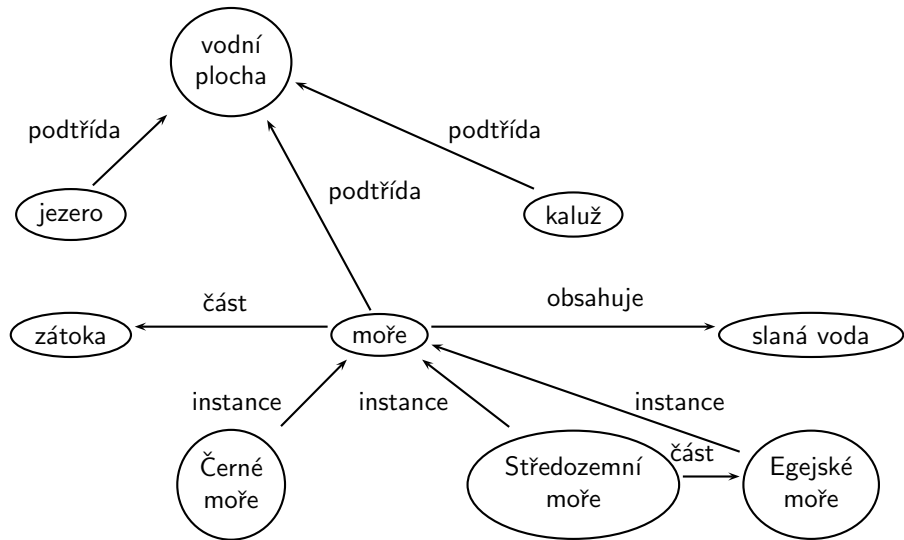 vodní
plocha
podtřída
podtřída
podtřída
jezero
kaluž
část
obsahuje
zátoka
moře
slaná voda
instance
instance
instance
Černé
moře
Středozemní
moře
část
Egejské
moře